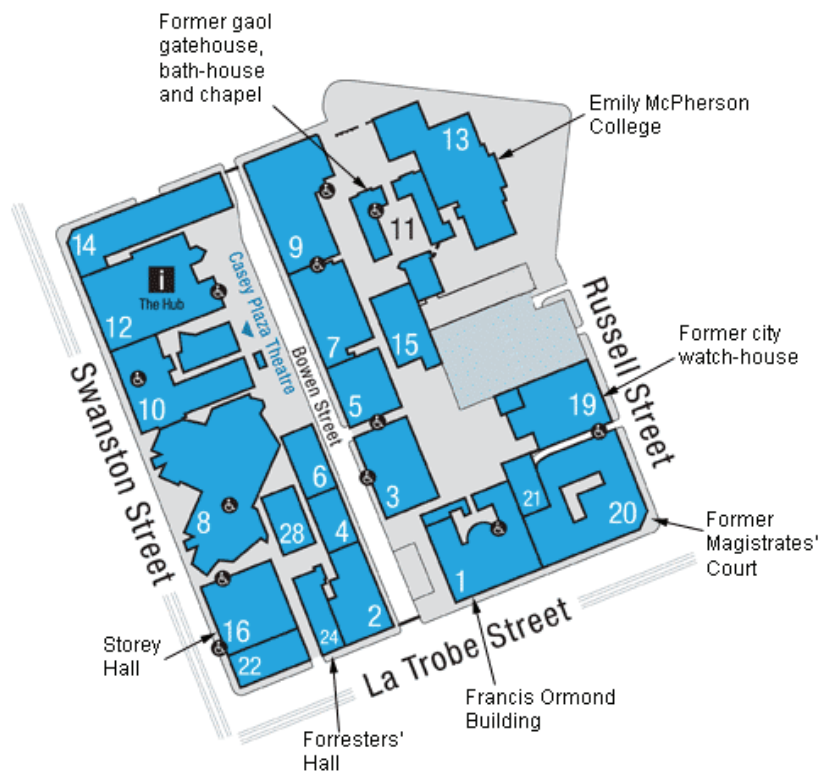 Former gaol
gatehouse,
bath-house
and chapel
Emily McPherson
College
13
11
9
14
i
The Hub
12
Casey Plaza Theatre
7
15
Bowen Street
Russell Street
Former city
watch-house
10
5
19
Swanston Street
6
3
8
28
4
21
20
Former
Magistrates'
Court
1
2
16
24
22
Storey
Hall
La Trobe Street
Francis Ormond
Building
Forresters'
Hall